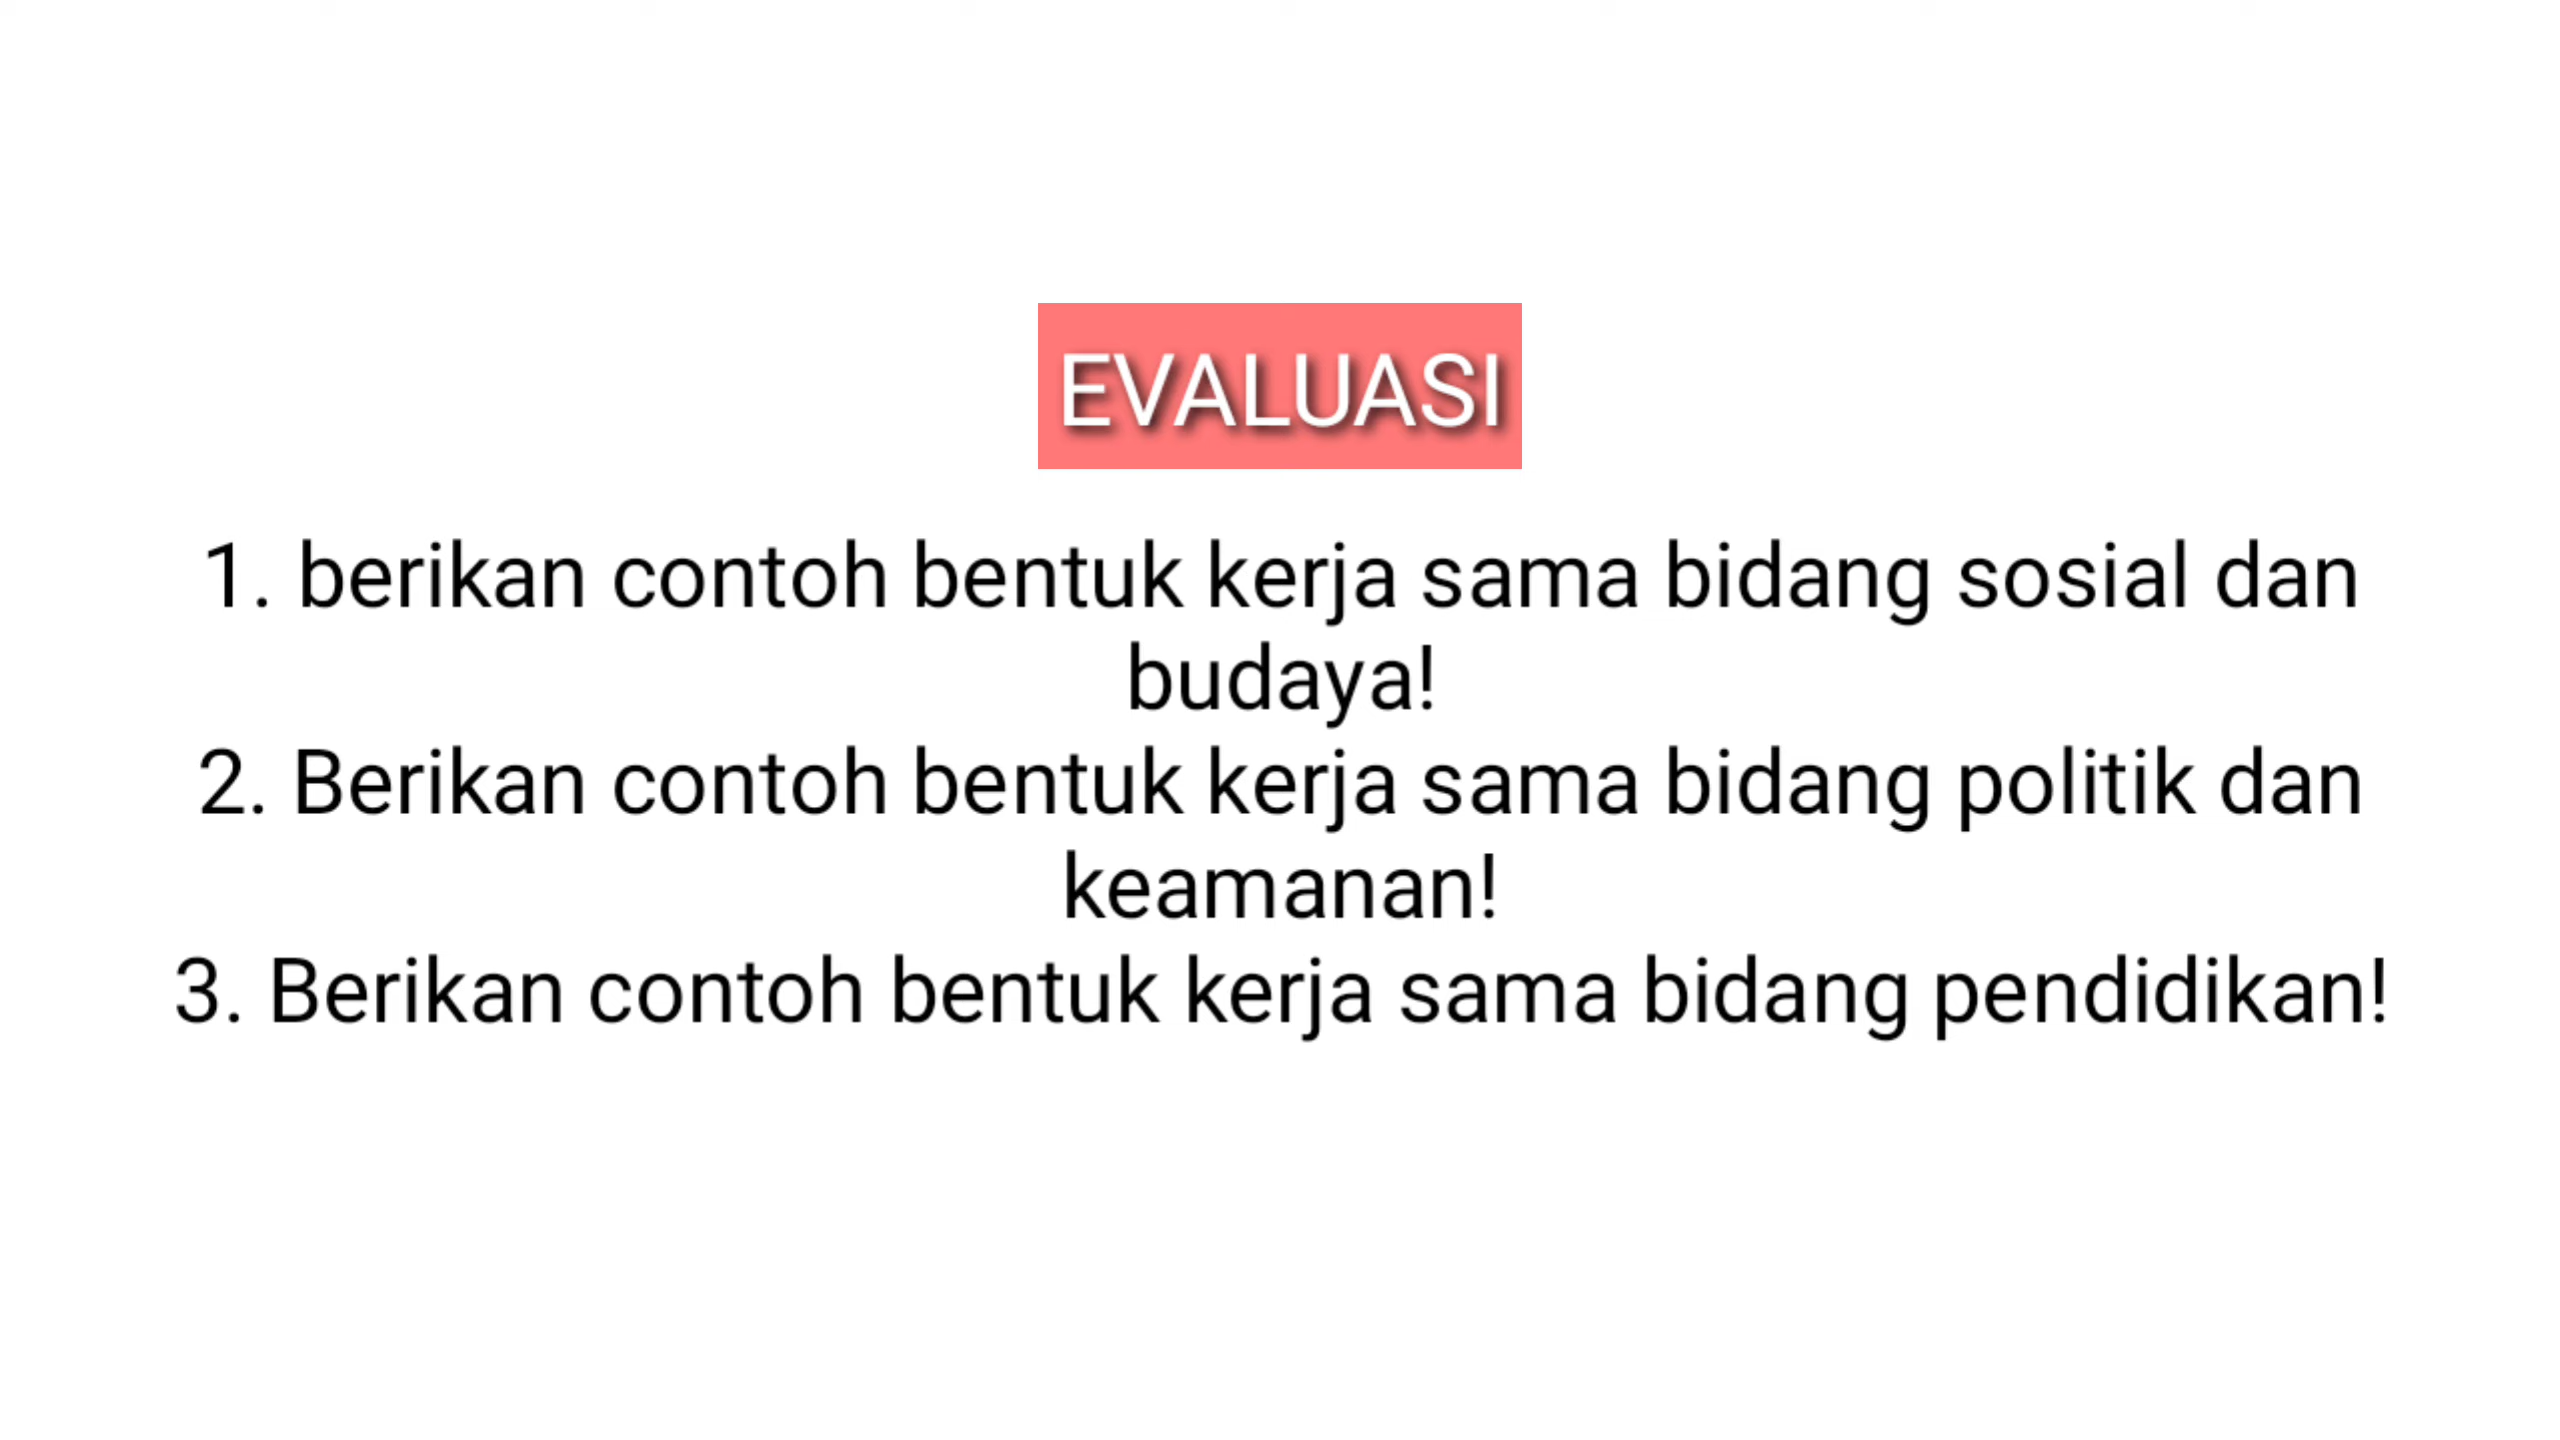 EVALUASI
1. berikan contoh bentuk kerja sama bidang sosial dan
budaya!
2. Berikan contoh bentuk kerja sama bidang politik dan
keamanan!
3. Berikan contoh bentuk kerja sama bidang pendidikan!